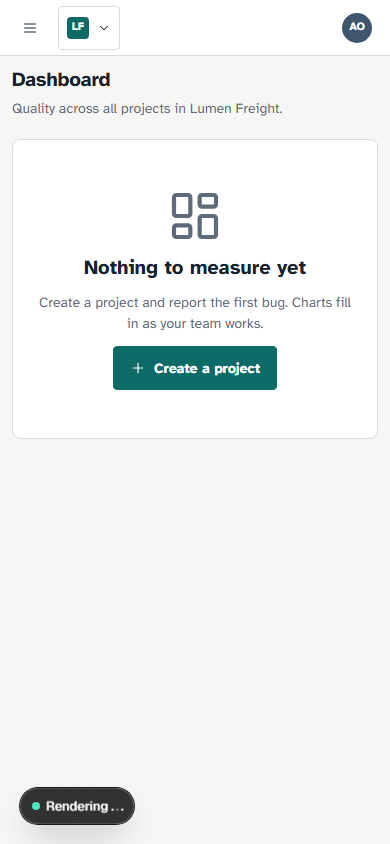 LF
AO
Dashboard
Quality across all projects in Lumen Freight.
Nothing to measure yet
Create a project and report the first bug. Charts fill
in as your team works.
Create a project
Rendering ...